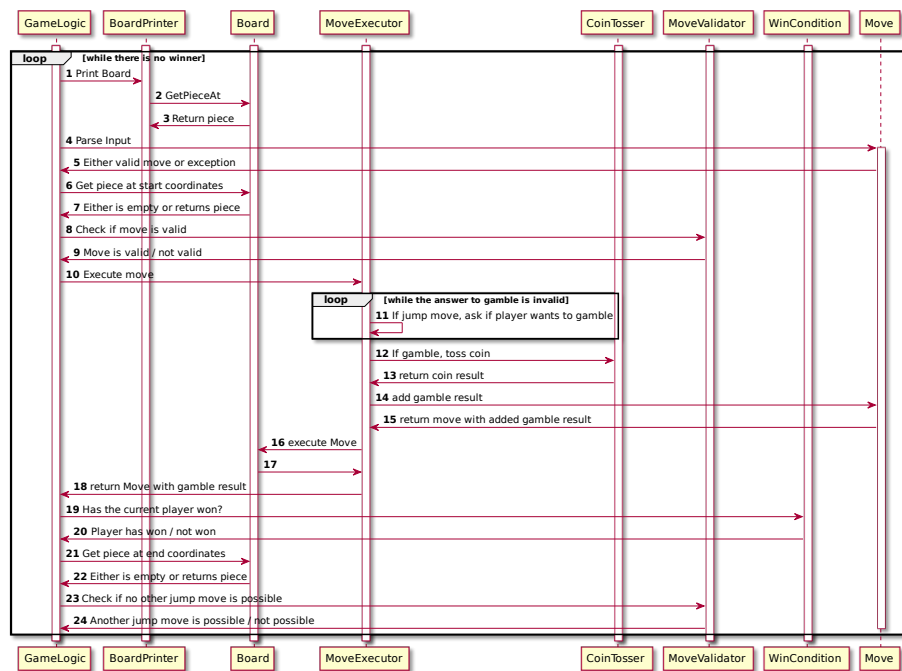 GameLogic BoardPrinter Board MoveExecutor CoinTosser MoveValidator WinCondition Move
loop [while there is no winner]
1 Print Board
2 GetPieceAt
3 Return piece
4 Parse Input
5 Either valid move or exception
6 Get piece at start coordinates
7 Either is empty or returns piece
8 Check if move is valid
9 Move is valid / not valid
10 Execute move
loop [while the answer to gamble is invalid]
11 If jump move, ask if player wants to gamble
12 If gamble, toss coin
13 return coin result
14 add gamble result
15 return move with added gamble result
16 execute Move
17
18 return Move with gamble result
19 Has the current player won?
20 Player has won / not won
21 Get piece at end coordinates
22 Either is empty or returns piece
23 Check if no other jump move is possible
24 Another jump move is possible / not possible
GameLogic BoardPrinter Board MoveExecutor CoinTosser MoveValidator WinCondition Move